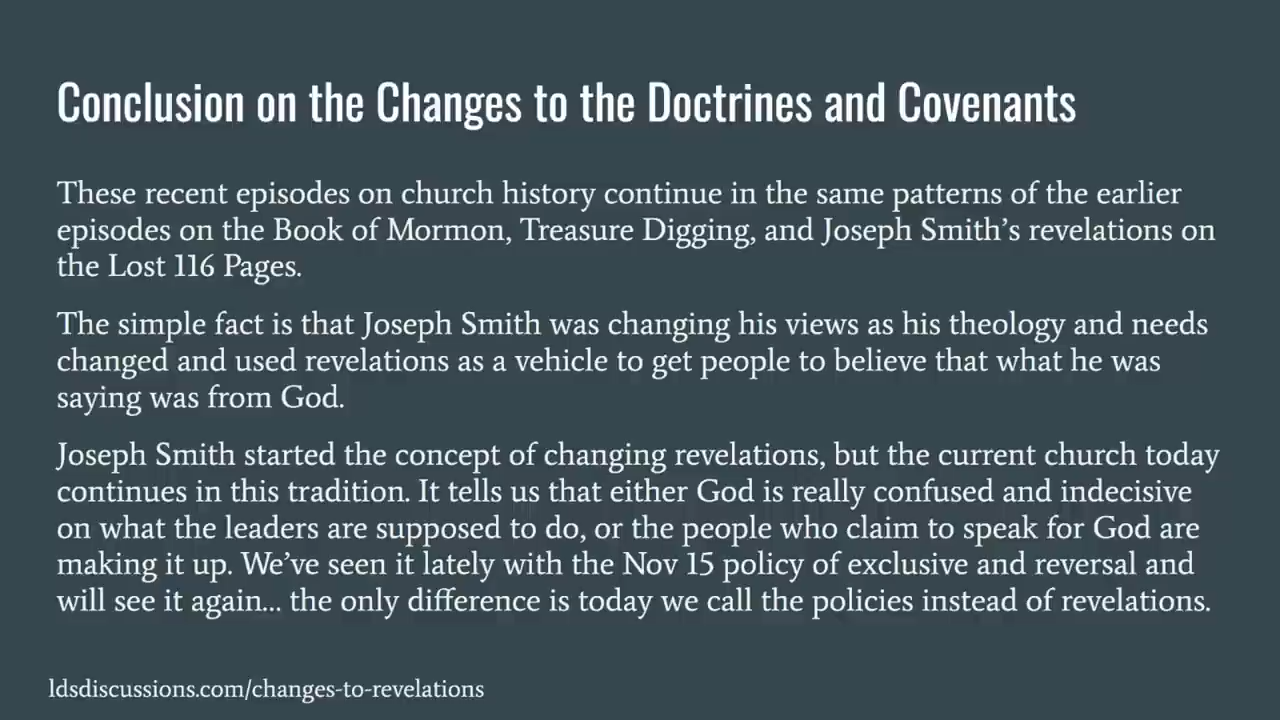 Conclusion on the Changes to the Doctrines and Covenants
These recent episodes on church history continue in the same patterns of the earlier
episodes on the Book of Mormon, Treasure Digging, and Joseph Smith’s revelations on
the Lost 116 Pages.
The simple fact is that Joseph Smith was changing his views as his theology and needs
changed and used revelations as a vehicle to get people to believe that what he was
saying was from God.
Joseph Smith started the concept of changing revelations, but the current church today
continues in this tradition. It tells us that either God is really confused and indecisive
on what the leaders are supposed to do, or the people who claim to speak for God are
making it up. We’ve seen it lately with the Nov 15 policy of exclusive and reversal and
will see it again... the only difference is today we call the policies instead of revelations.
ldsdiscussions.com/changes-to-revelations